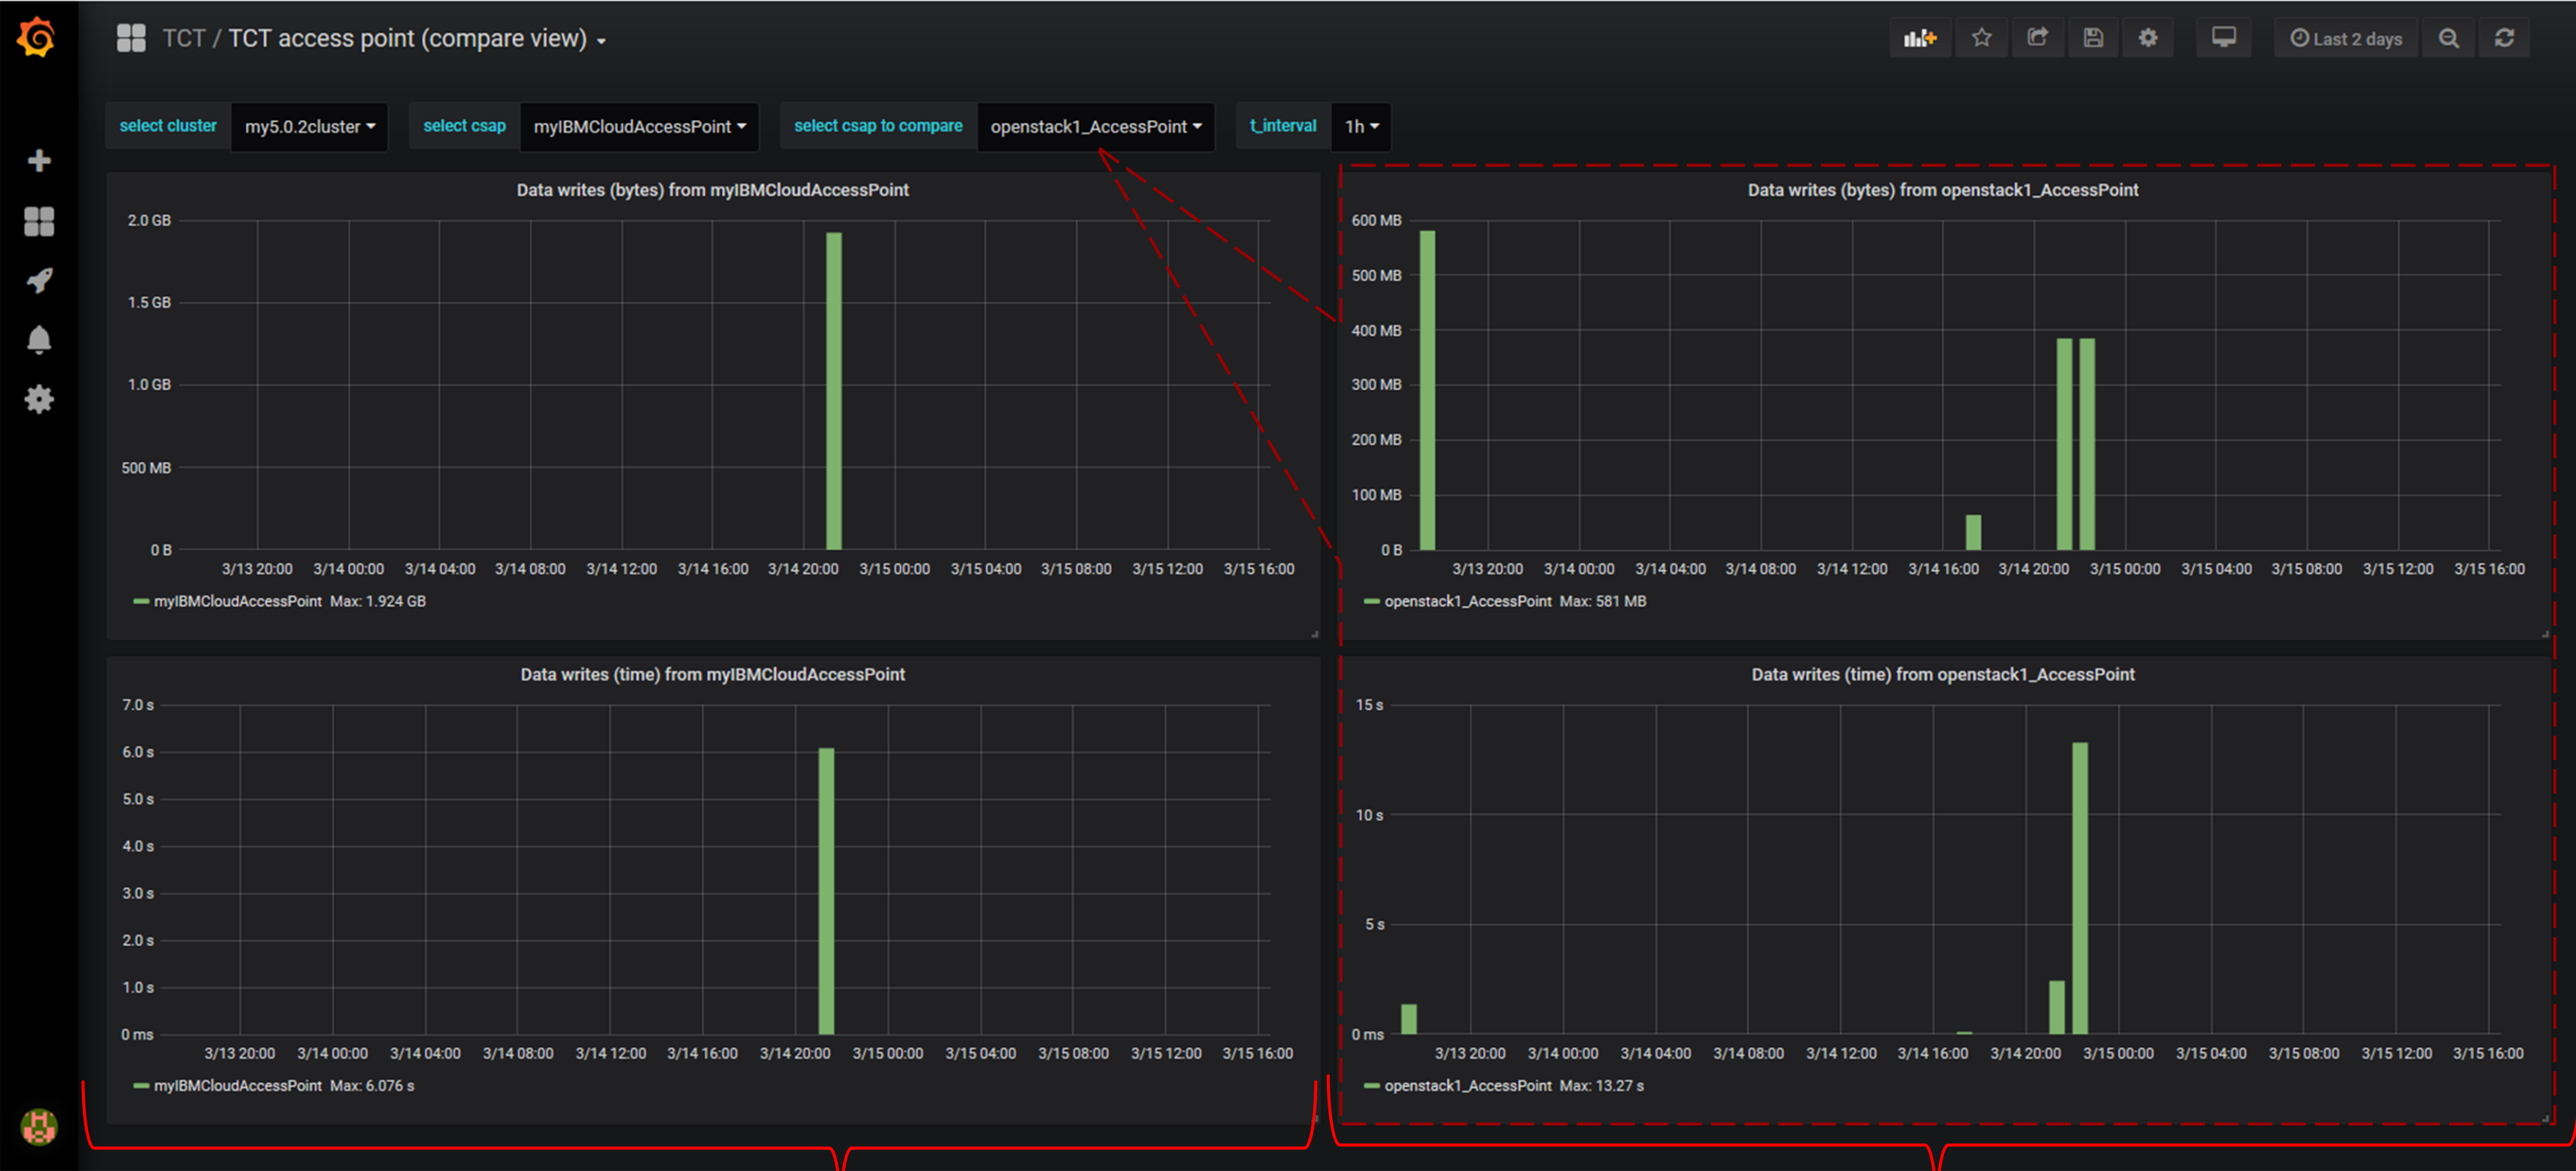 TCT / TCT access point (compare view)
Last 2 days
select cluster my5.0.2cluster select csap myIBMCloudAccessPoint select csap to compare openstack1_AccessPoint t_interval 1h
Data writes (bytes) from myIBMCloudAccessPoint
2.0 GB
1.5 GB
1.0 GB
500 MB
0 B
3/13 20:00 3/14 00:00 3/14 04:00 3/14 08:00 3/14 12:00 3/14 16:00 3/14 20:00 3/15 00:00 3/15 04:00 3/15 08:00 3/15 12:00 3/15 16:00
myIBMCloudAccessPoint Max: 1.924 GB
Data writes (bytes) from openstack1_AccessPoint
600 MB
500 MB
400 MB
300 MB
200 MB
100 MB
0 B
3/13 20:00 3/14 00:00 3/14 04:00 3/14 08:00 3/14 12:00 3/14 16:00 3/14 20:00 3/15 00:00 3/15 04:00 3/15 08:00 3/15 12:00 3/15 16:00
openstack1_AccessPoint Max: 581 MB
Data writes (time) from myIBMCloudAccessPoint
7.0 s
6.0 s
5.0 s
4.0 s
3.0 s
2.0 s
1.0 s
0 ms
3/13 20:00 3/14 00:00 3/14 04:00 3/14 08:00 3/14 12:00 3/14 16:00 3/14 20:00 3/15 00:00 3/15 04:00 3/15 08:00 3/15 12:00 3/15 16:00
myIBMCloudAccessPoint Max: 6.076 s
Data writes (time) from openstack1_AccessPoint
15 s
10 s
5 s
0 ms
3/13 20:00 3/14 00:00 3/14 04:00 3/14 08:00 3/14 12:00 3/14 16:00 3/14 20:00 3/15 00:00 3/15 04:00 3/15 08:00 3/15 12:00 3/15 16:00
openstack1_AccessPoint Max: 13.27 s